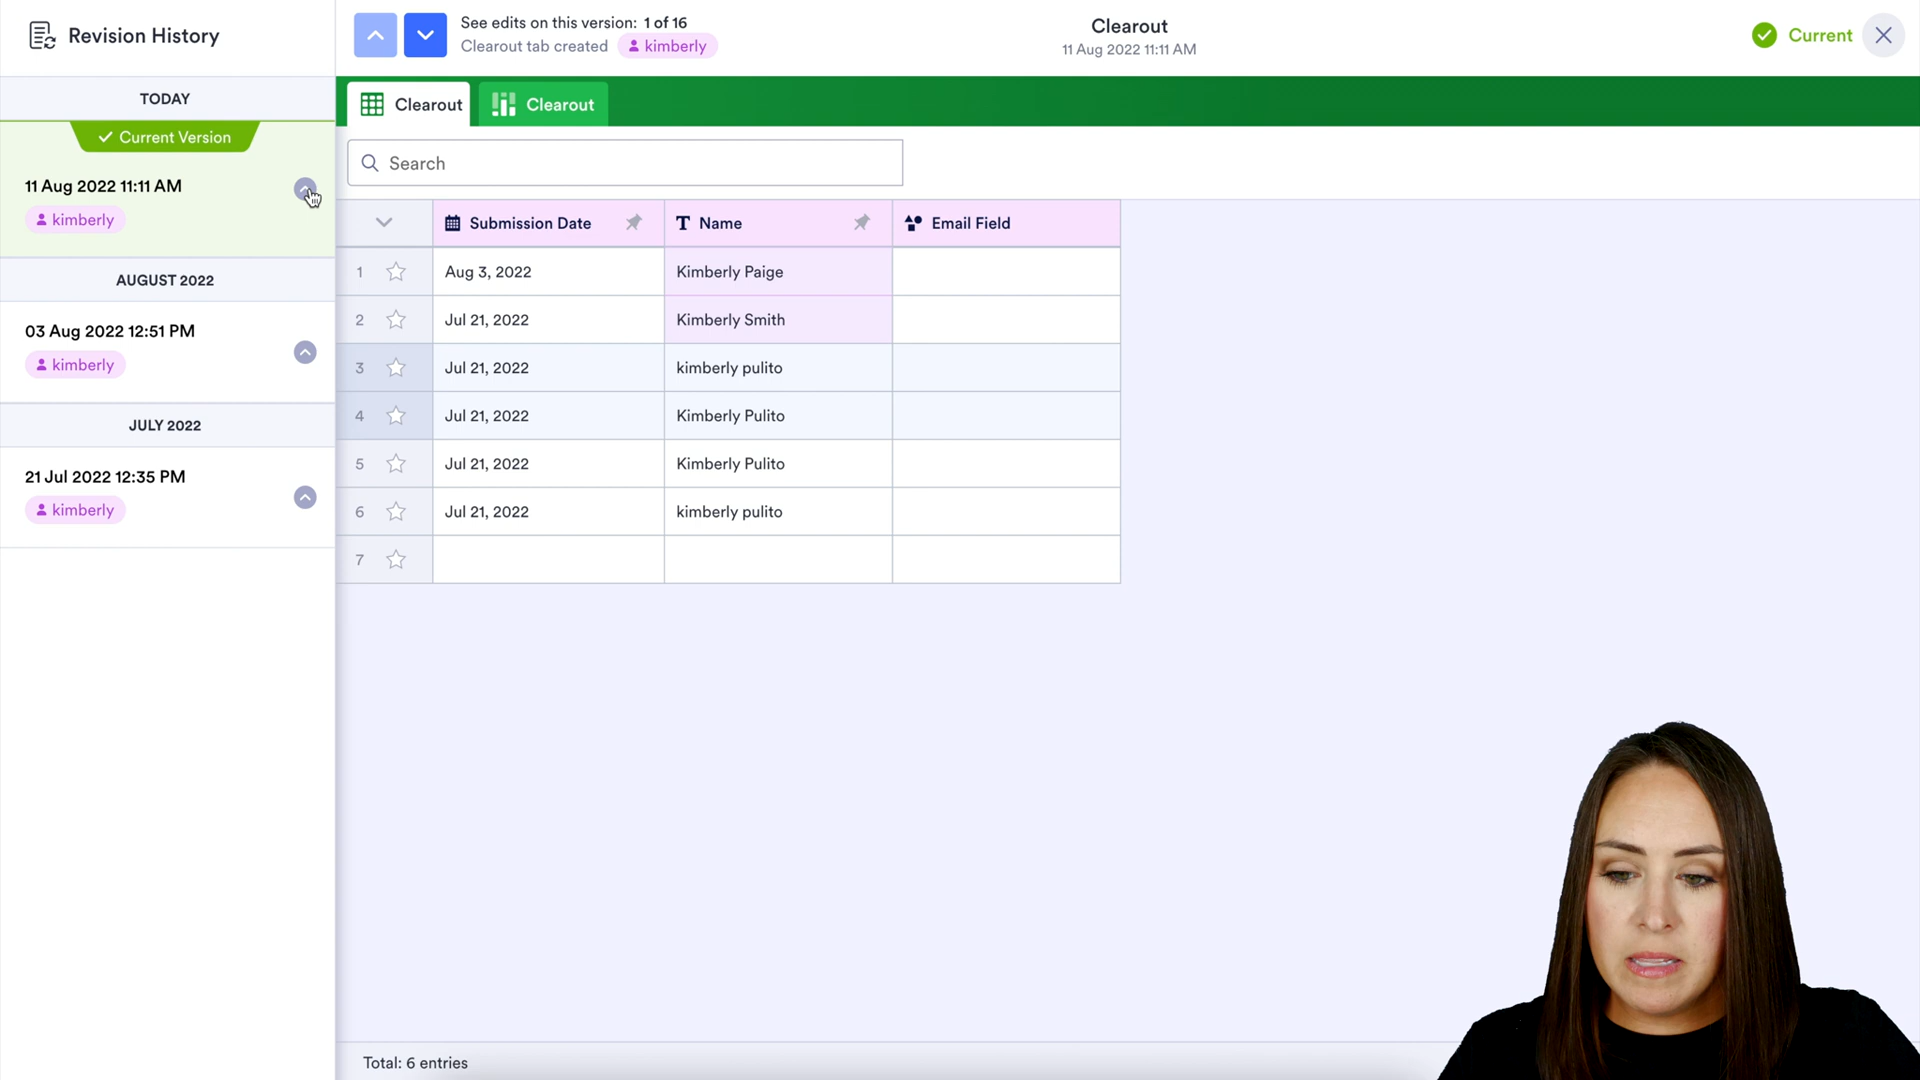 Revision History
TODAY
Current Version
11 Aug 2022 11:11 AM
kimberly
AUGUST 2022
03 Aug 2022 12:51 PM
kimberly
JULY 2022
21 Jul 2022 12:35 PM
kimberly
See edits on this version: 1 of 16
Clearout tab created kimberly
Clearout
11 Aug 2022 11:11 AM
Current
Clearout Clearout
Search
Submission Date Name Email Field
1 Aug 3, 2022 Kimberly Paige
2 Jul 21, 2022 Kimberly Smith
3 Jul 21, 2022 kimberly pulito
4 Jul 21, 2022 Kimberly Pulito
5 Jul 21, 2022 Kimberly Pulito
6 Jul 21, 2022 kimberly pulito
7
Total: 6 entries